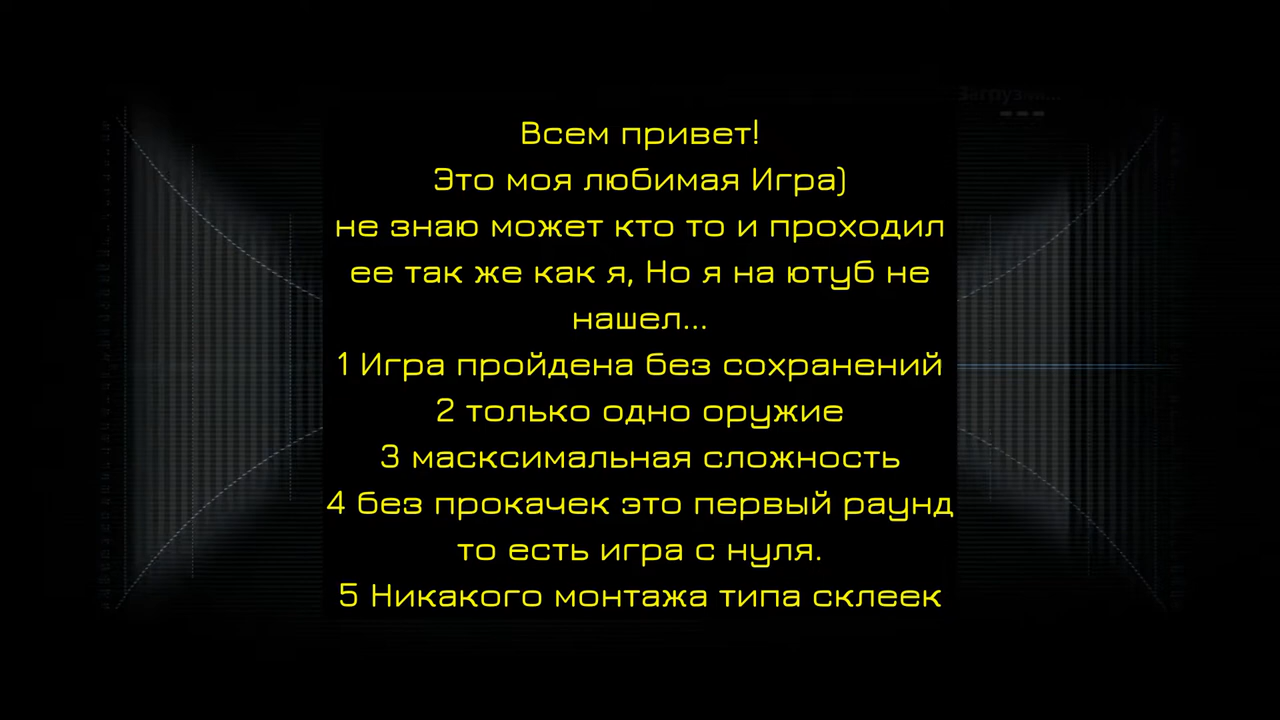 Загрузка...
Всем привет!
Это моя любимая Игра)
не знаю может кто то и проходил
ее так же как я, Но я на ютуб не
нашел...
1 Игра пройдена без сохранений
2 только одно оружие
3 масксимальная сложность
4 без прокачек это первый раунд
то есть игра с нуля.
5 Никакого монтажа типа склеек